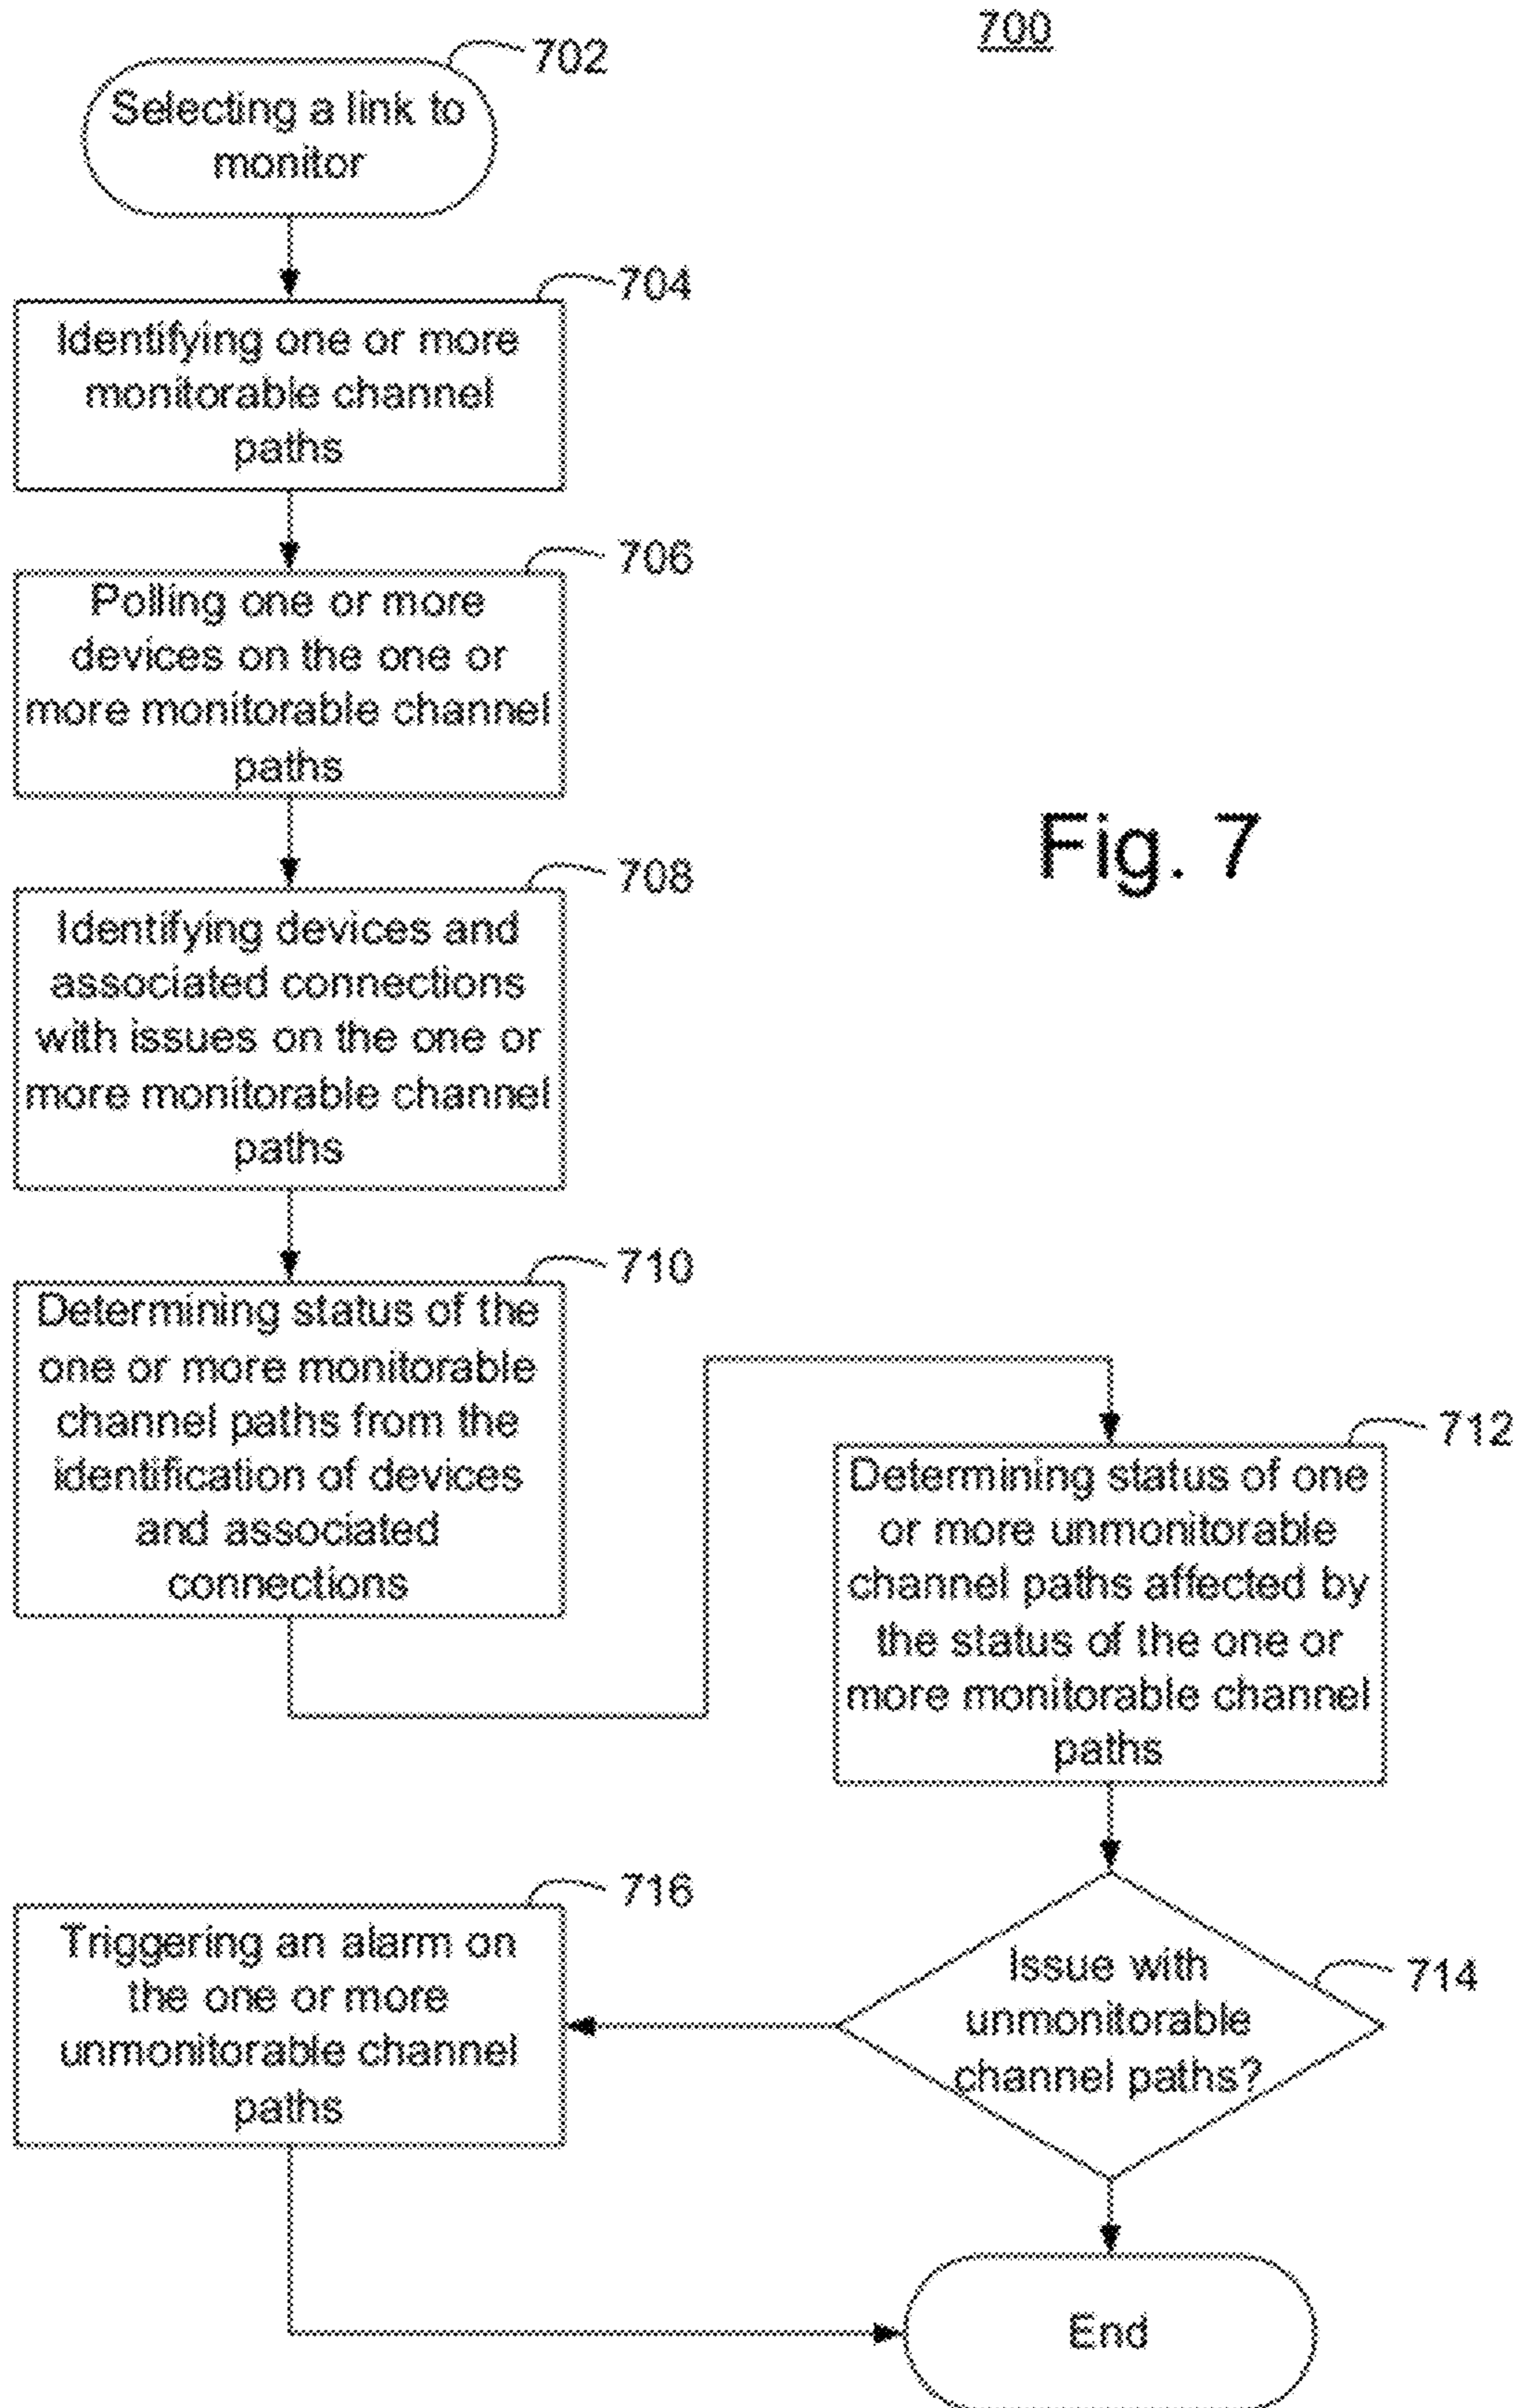 700
702
Selecting a link to
monitor
704
Identifying one or more
monitorable channel
paths
706
Polling one or more
devices on the one or
more monitorable channel
paths
Fig. 7
708
Identifying devices and
associated connections
with issues on the one or
more monitorable channel
paths
710
Determining status of the
one or more monitorable
channel paths from the
identification of devices
and associated
connections
712
Determining status of one
or more unmonitorable
channel paths affected by
the status of the one or
more monitorable channel
paths
714
Issue with
unmonitorable
channel paths?
716
Triggering an alarm on
the one or more
unmonitorable channel
paths
End